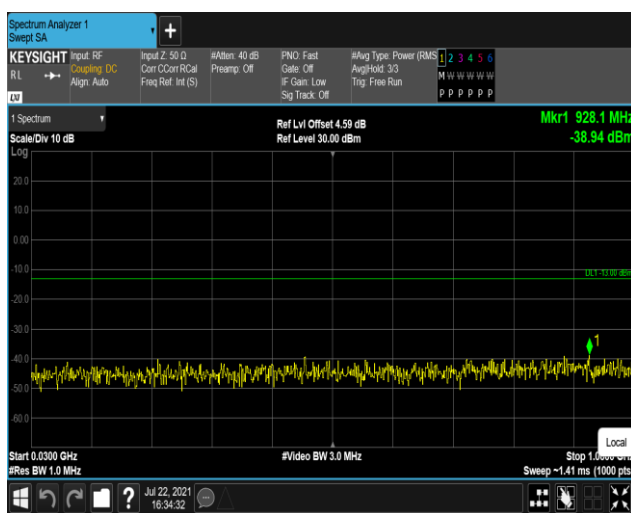 Spectrum Analyzer 1
Swept SA
+
KEYSIGHT Input: RF Input Z: 50 Ω #Atten: 40 dB PNO: Fast #Avg Type: Power (RMS 1 2 3 4 5 6
RL Coupling: DC Corr CCorr RCal Preamp: Off Gate: Off Avg|Hold: 3/3 M W W W W W
Align: Auto Freq Ref: Int (S) IF Gain: Low Trig: Free Run
LXI Sig Track: Off P P P P P P
1 Spectrum Ref Lvl Offset 4.59 dB Mkr1 928.1 MHz
Scale/Div 10 dB Ref Level 30.00 dBm -38.94 dBm
Log
20.0
10.0
0.00
-10.0
DL1 -13.00 dBm
-20.0
-30.0
1
-40.0
-50.0
-60.0
Local
Start 0.0300 GHz #Video BW 3.0 MHz Stop
#Res BW 1.0 MHz Sweep ~1.41 ms (1000 pts
? Jul 22, 2021
16:34:32